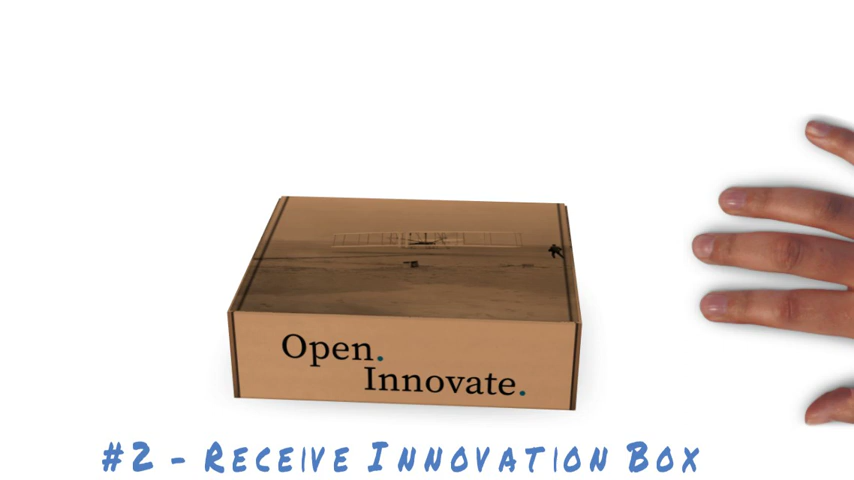 Open.
Innovate.
#2 - Receive Innovation Box